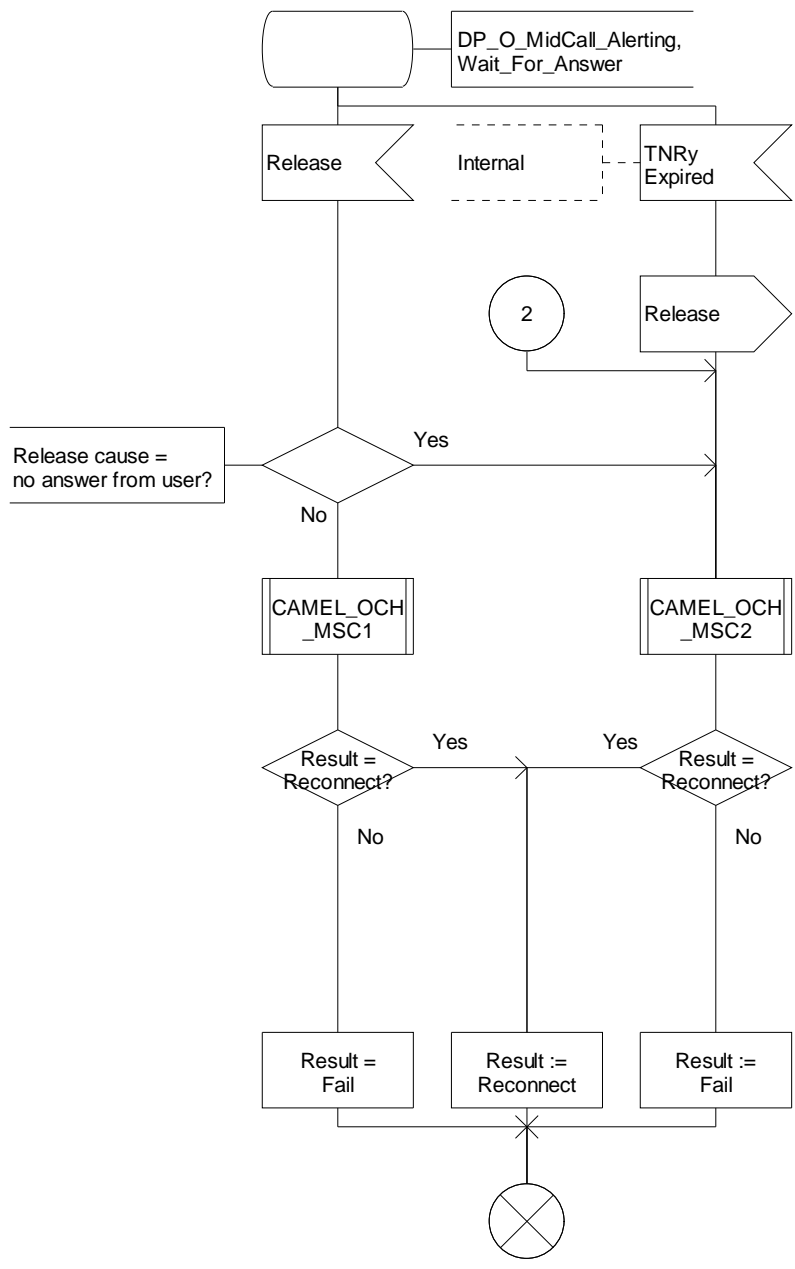 DP_O_MidCall_Alerting,
Wait_For_Answer
Release
Internal
TNRy
Expired
2
Release
Release cause =
no answer from user?
Yes
No
CAMEL_OCH
_MSC1
CAMEL_OCH
_MSC2
Result =
Reconnect?
Yes
Yes
Result =
Reconnect?
No
No
Result =
Fail
Result :=
Reconnect
Result :=
Fail